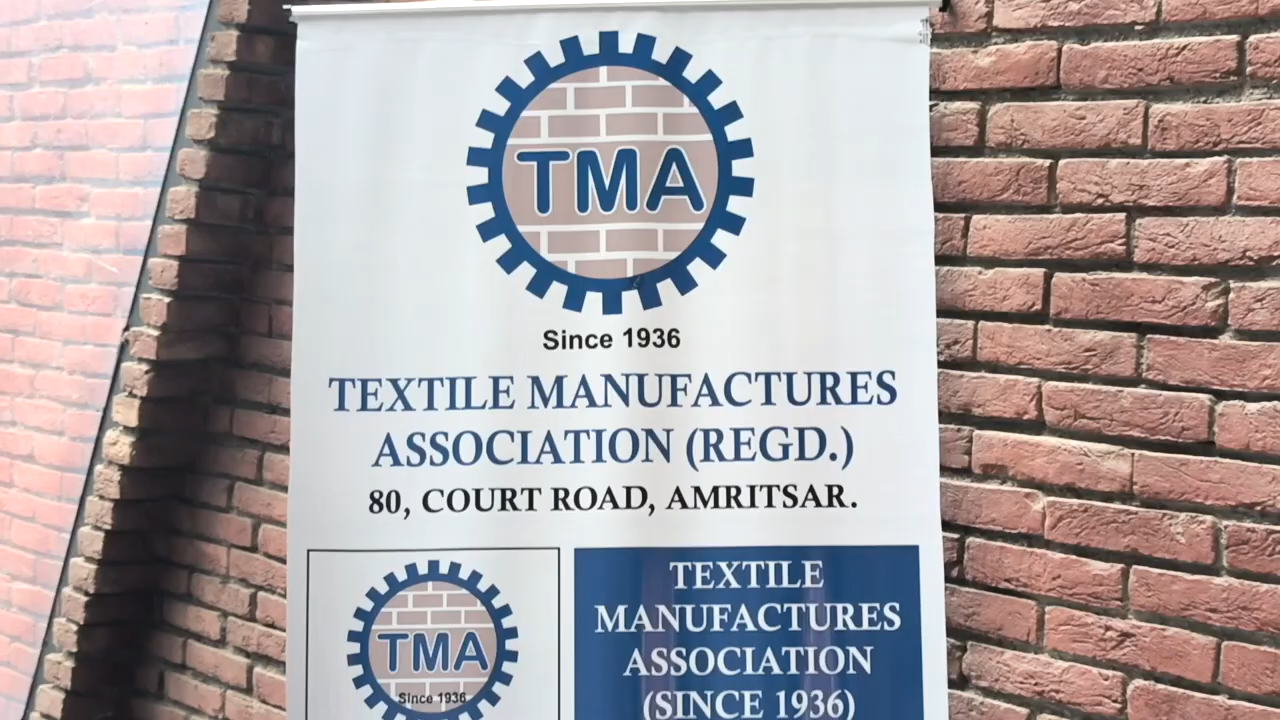 TMA
Since 1936
TEXTILE MANUFACTURES
ASSOCIATION (REGD.)
80, COURT ROAD, AMRITSAR.
TMA
Since 1936
TEXTILE
MANUFACTURES
ASSOCIATION
(SINCE 1936)